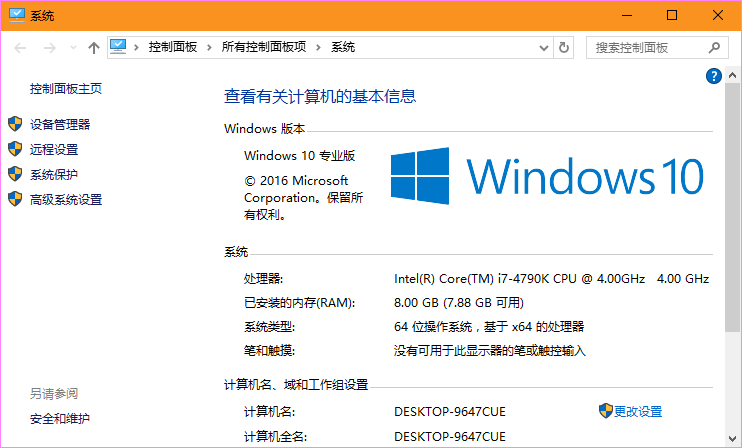 系统
控制面板 > 所有控制面板项 > 系统
搜索控制面板
?
控制面板主页
设备管理器
远程设置
系统保护
高级系统设置
查看有关计算机的基本信息
Windows 版本
Windows 10 专业版
© 2016 Microsoft
Corporation。保留所
有权利。
Windows 10
系统
处理器: Intel(R) Core(TM) i7-4790K CPU @ 4.00GHz 4.00 GHz
已安装的内存(RAM): 8.00 GB (7.88 GB 可用)
系统类型: 64 位操作系统，基于 x64 的处理器
笔和触摸: 没有可用于此显示器的笔或触控输入
计算机名、域和工作组设置
计算机名: DESKTOP-9647CUE 更改设置
计算机全名: DESKTOP-9647CUE
另请参阅
安全和维护